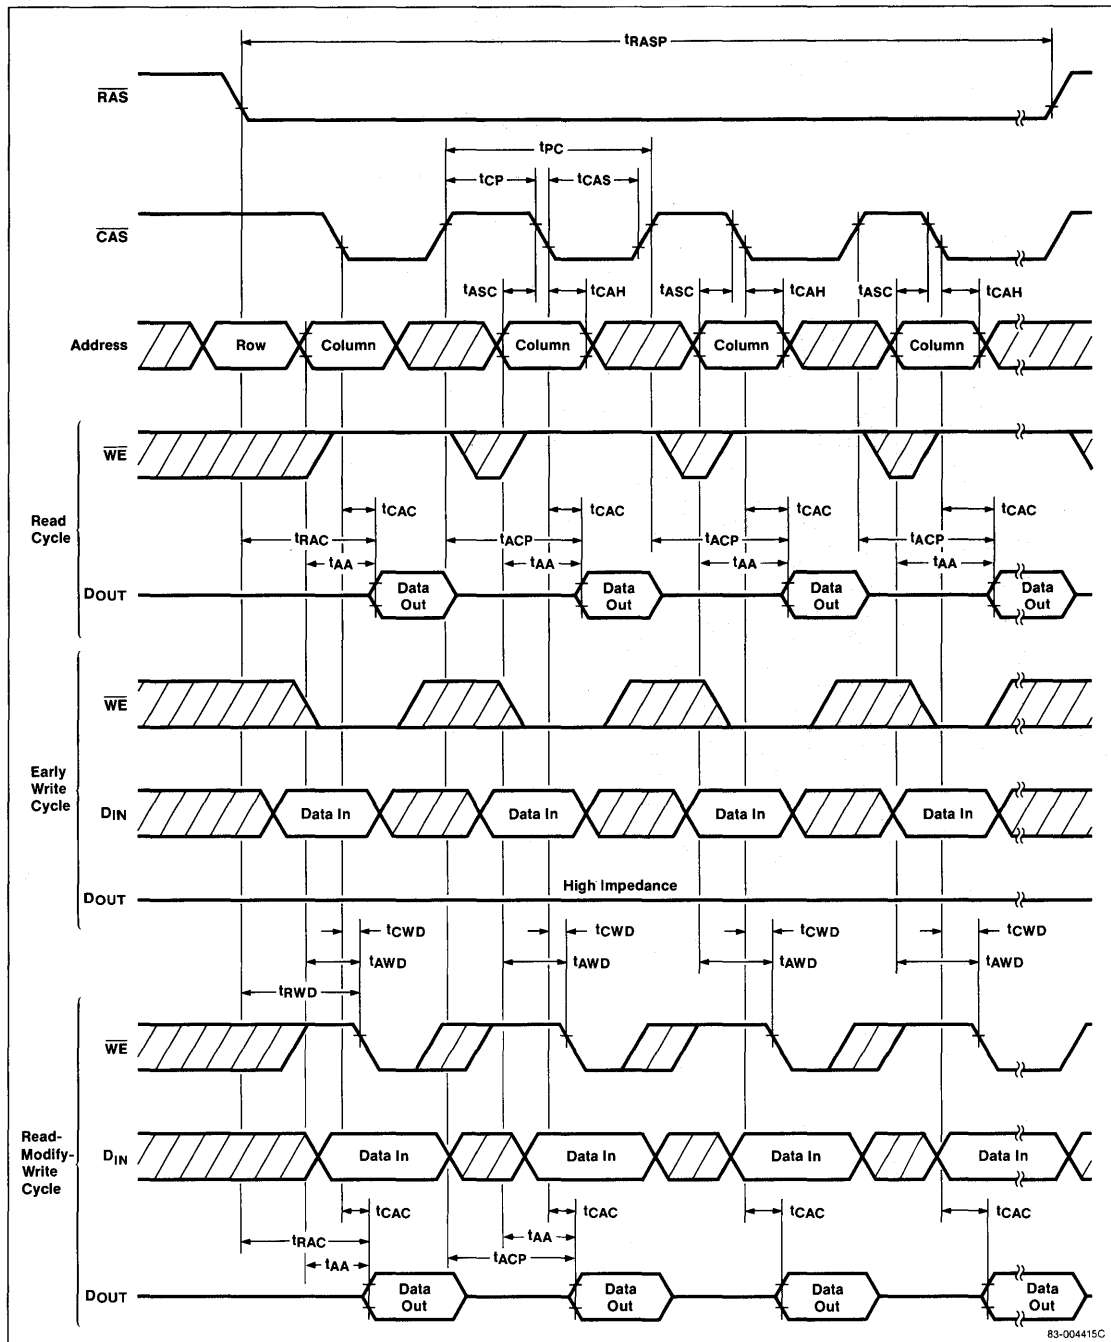 tRASP
RAS
tPC
tCP tCAS
CAS
tASC tCAH tASC tCAH tASC tCAH
Address Row Column Column Column Column
WE
tCAC tCAC tCAC tCAC
Read
Cycle
tRAC tACP tACP tACP
tAA tAA tAA tAA
DOUT Data Out Data Out Data Out Data Out
WE
Early
Write
Cycle
DIN Data In Data In Data In Data In
High Impedance
DOUT
tCWD tCWD tCWD tCWD
tAWD tAWD tAWD tAWD
tRWD
WE
Read-
Modify-
Write
Cycle
DIN Data In Data In Data In Data In
tCAC tCAC tCAC tCAC
tRAC tAA
tAA tACP
DOUT Data Out Data Out Data Out Data Out
83-004415C